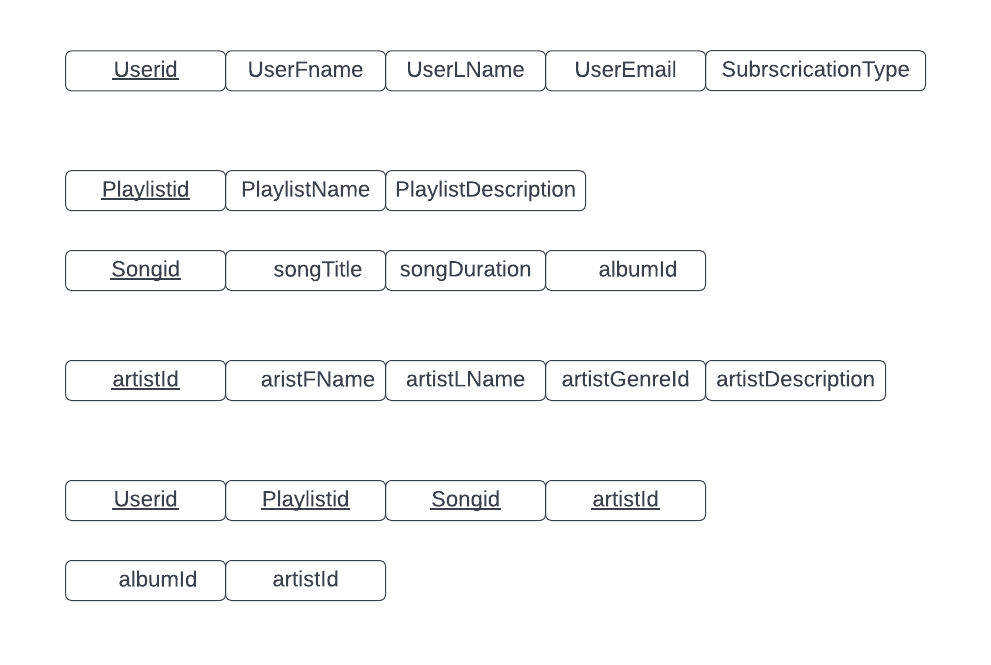 Userid UserFname UserLName UserEmail SubrscricationType
Playlistid PlaylistName PlaylistDescription
Songid songTitle songDuration albumId
artistId aristFName artistLName artistGenreId artistDescription
Userid Playlistid Songid artistId
albumId artistId